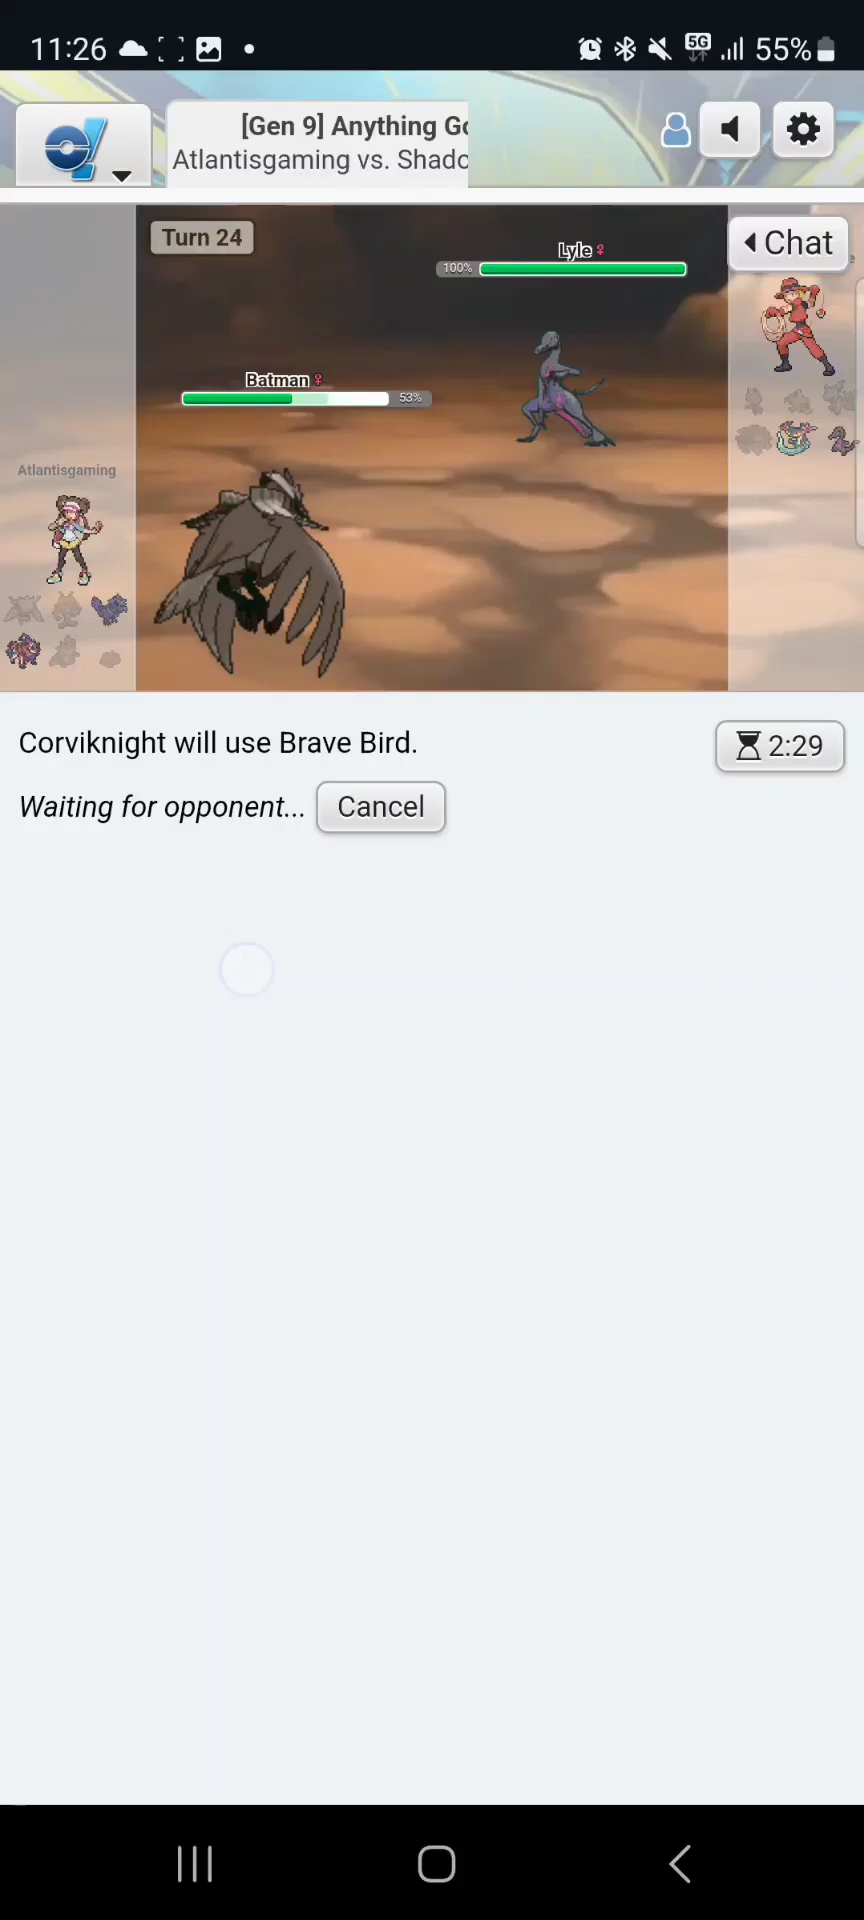 11:26
5G
55%
[Gen 9] Anything Go
Atlantisgaming vs. Shado
Turn 24
Chat
Lyle ♀
100%
Batman ♀
53%
Atlantisgaming
Corviknight will use Brave Bird.
2:29
Waiting for opponent...
Cancel